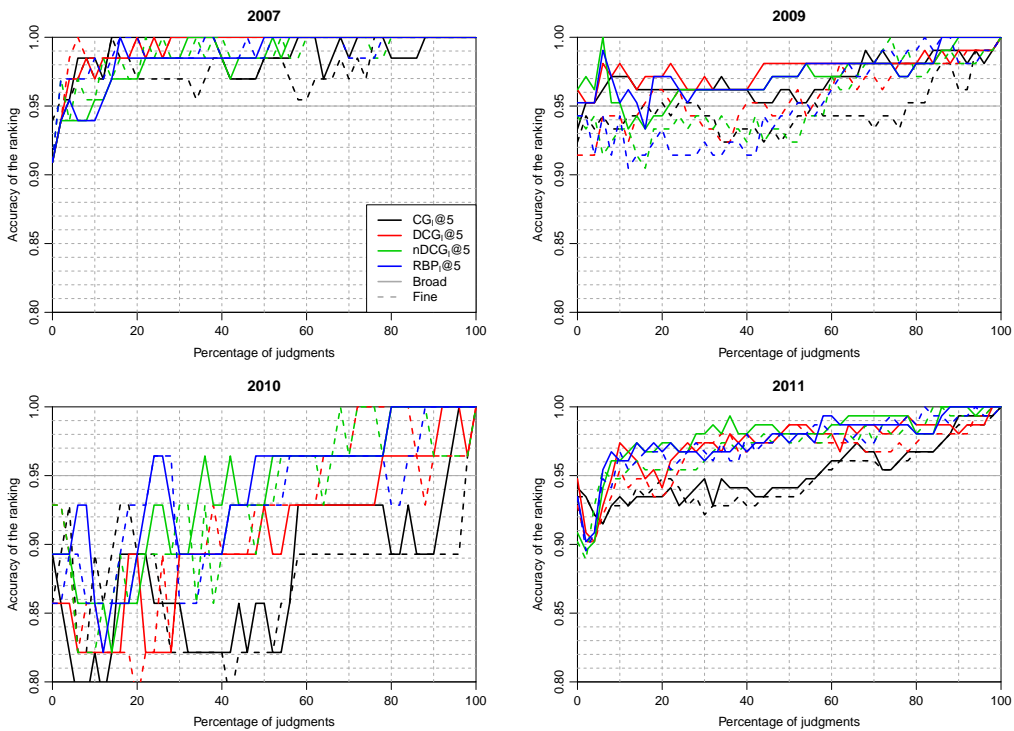 2007
Accuracy of the ranking
0.80 0.85 0.90 0.95 1.00
CGₗ@5
DCGₗ@5
nDCGₗ@5
RBPₗ@5
Broad
Fine
0 20 40 60 80 100
Percentage of judgments
2009
Accuracy of the ranking
0.80 0.85 0.90 0.95 1.00
0 20 40 60 80 100
Percentage of judgments
2010
Accuracy of the ranking
0.80 0.85 0.90 0.95 1.00
0 20 40 60 80 100
Percentage of judgments
2011
Accuracy of the ranking
0.80 0.85 0.90 0.95 1.00
0 20 40 60 80 100
Percentage of judgments